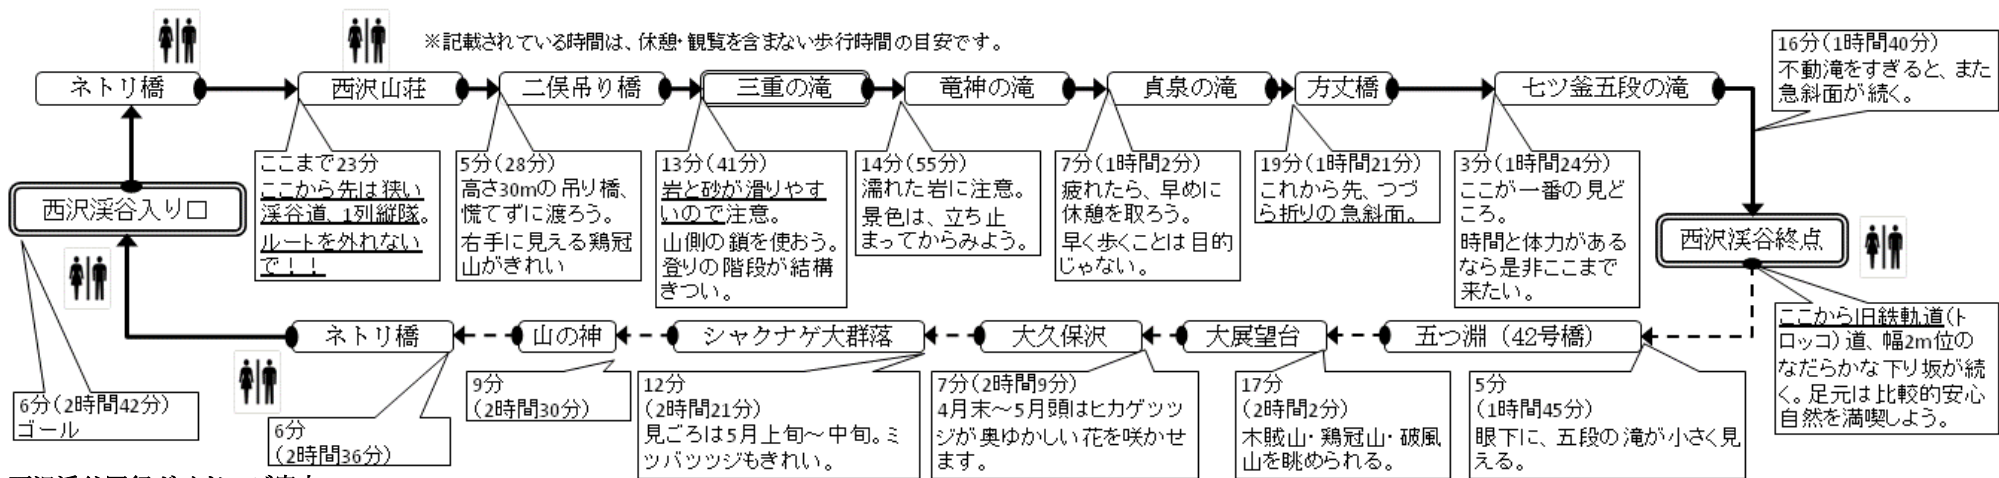 ※記載されている時間は、休憩・観覧を含まない歩行時間の目安です。
ネトリ橋
西沢山荘
二俣吊り橋
三重の滝
竜神の滝
貞泉の滝
方丈橋
七ツ釜五段の滝
16分(1時間40分)
不動滝をすぎると、また
急斜面が続く。
西沢渓谷入り口
ここまで23分
ここから先は狭い
渓谷道、1列縦隊。
ルートを外れない
で！！
5分(28分)
高さ30mの吊り橋、
慌てずに渡ろう。
右手に見える鶏冠
山がきれい
13分(41分)
岩と砂が滑りやす
いので注意。
山側の鎖を使おう。
登りの階段が結構
きつい。
14分(55分)
濡れた岩に注意。
景色は、立ち止
まってからみよう。
7分(1時間2分)
疲れたら、早めに
休憩を取ろう。
早く歩くことは目的
じゃない。
19分(1時間21分)
これから先、つづ
ら折りの急斜面。
3分(1時間24分)
ここが一番の見ど
ころ。
時間と体力がある
なら是非ここまで
来たい。
西沢渓谷終点
ここから旧鉄軌道(ト
ロッコ)道、幅2m位の
なだらかな下り坂が続
く。足元は比較的安心
自然を満喫しよう。
ネトリ橋
山の神
シャクナゲ大群落
大久保沢
大展望台
五つ淵（42号橋）
6分(2時間42分)
ゴール
6分
(2時間36分)
9分
(2時間30分)
12分
(2時間21分)
見ごろは5月上旬～中旬。ミ
ツバツツジもきれい。
7分(2時間9分)
4月末～5月頭はヒカゲツツ
ジが奥ゆかしい花を咲かせ
ます。
17分
(2時間2分)
木賊山・鶏冠山・破風
山を眺められる。
5分
(1時間45分)
眼下に、五段の滝が小さく見
える。